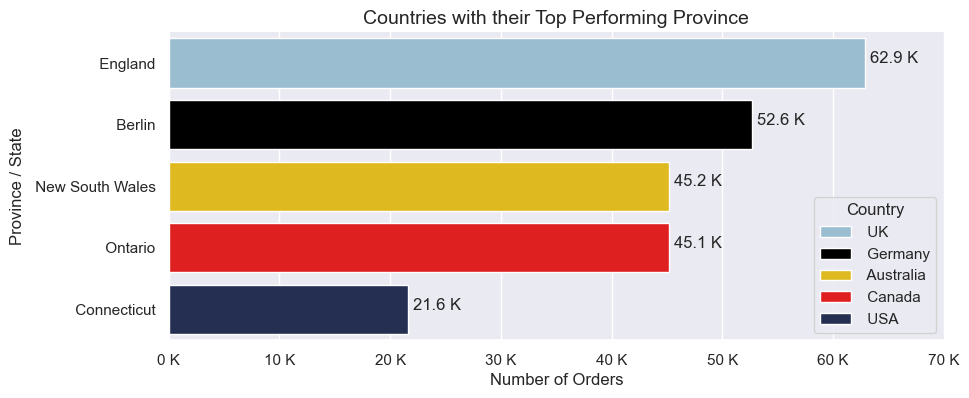 Countries with their Top Performing Province
Province / State
England
62.9 K
Berlin
52.6 K
New South Wales
45.2 K
Ontario
45.1 K
Connecticut
21.6 K
Country
UK
Germany
Australia
Canada
USA
0 K 10 K 20 K 30 K 40 K 50 K 60 K 70 K
Number of Orders